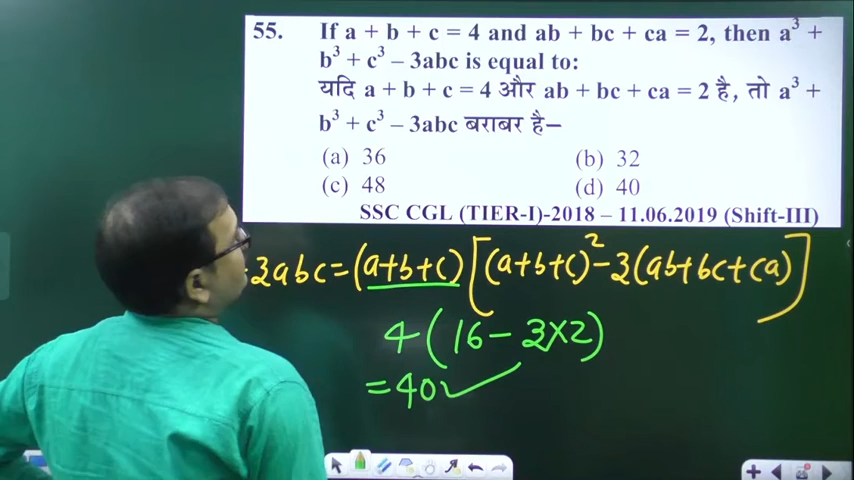 55. If a + b + c = 4 and ab + bc + ca = 2, then a³ +
b³ + c³ – 3abc is equal to:
यदि a + b + c = 4 और ab + bc + ca = 2 है, तो a³ +
b³ + c³ – 3abc बराबर है–
(a) 36 (b) 32
(c) 48 (d) 40
SSC CGL (TIER-I)-2018 – 11.06.2019 (Shift-III)
-3abc=(a+b+c)[(a+b+c)²-3(ab+bc+ca)]
4(16-3×2)
=40✓